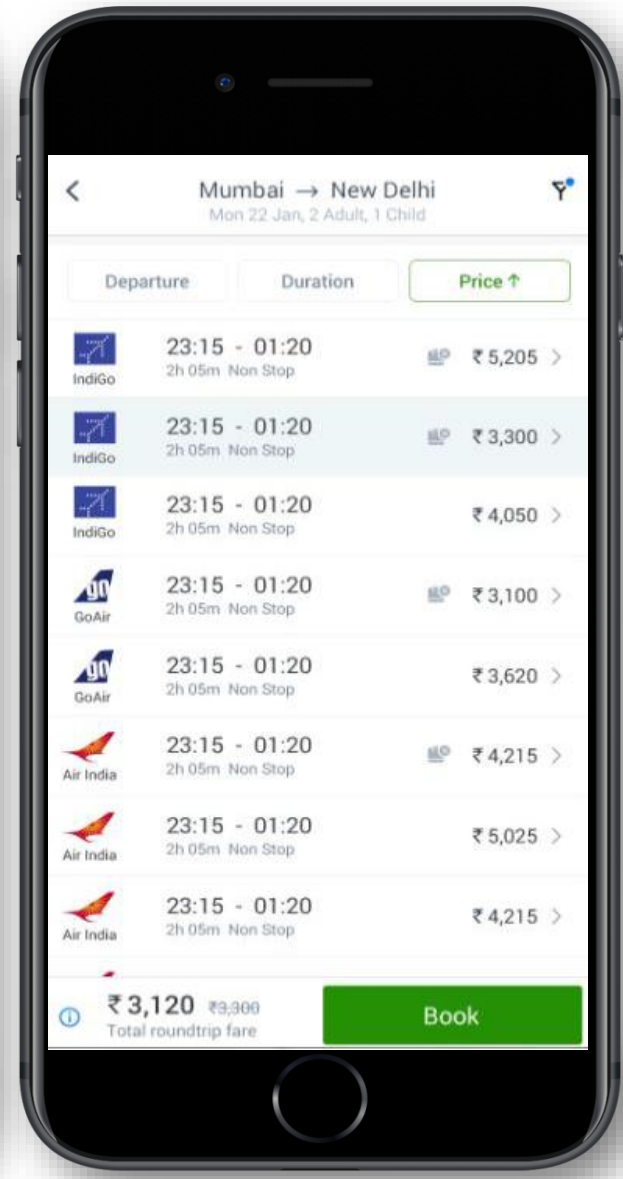 Mumbai → New Delhi
Mon 22 Jan, 2 Adult, 1 Child
Departure Duration Price ↑
23:15 - 01:20 ₹ 5,205
2h 05m Non Stop
IndiGo
23:15 - 01:20 ₹ 3,300
2h 05m Non Stop
IndiGo
23:15 - 01:20 ₹ 4,050
2h 05m Non Stop
IndiGo
go 23:15 - 01:20 ₹ 3,100
2h 05m Non Stop
GoAir
go 23:15 - 01:20 ₹ 3,620
2h 05m Non Stop
GoAir
23:15 - 01:20 ₹ 4,215
2h 05m Non Stop
Air India
23:15 - 01:20 ₹ 5,025
2h 05m Non Stop
Air India
23:15 - 01:20 ₹ 4,215
2h 05m Non Stop
Air India
₹ 3,120 ₹3,300 Book
Total roundtrip fare